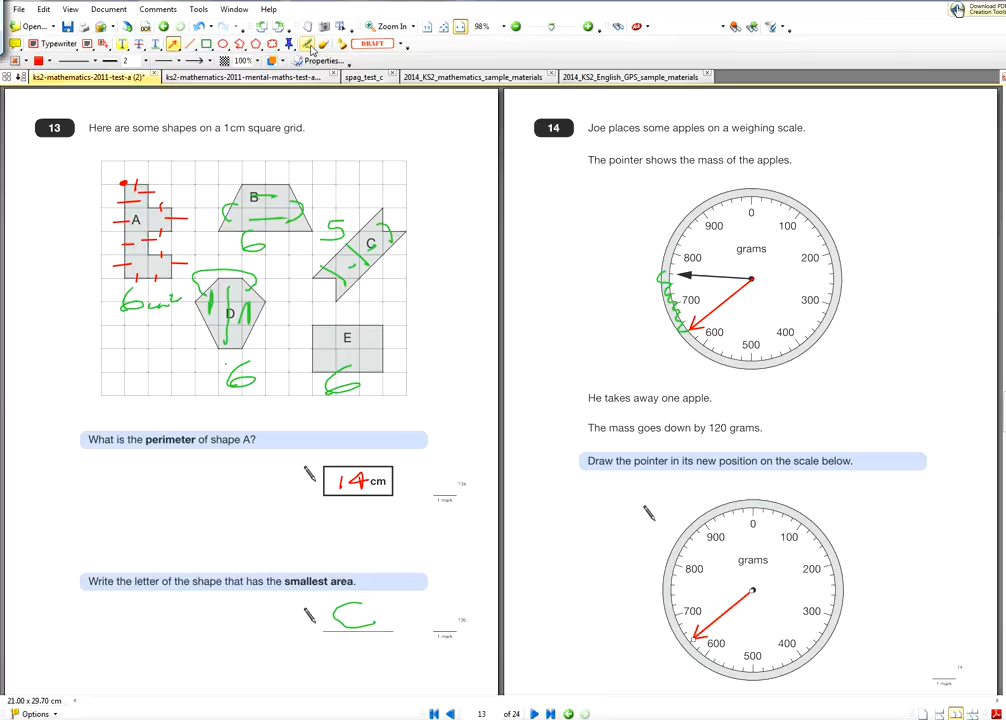 File Edit View Document Comments Tools Window Help
Download PDF
Creation Tools
Open... OCR Zoom In 98%
Typewriter DRAFT
2 100% Properties...
ks2-mathematics-2011-test-a (2)* ks2-mathematics-2011-mental-maths-test-a... spag_test_c 2014_KS2_mathematics_sample_materials 2014_KS2_English_GPS_sample_materials
13 Here are some shapes on a 1cm square grid.
A
B
6
C
5
6cm²
D
6
E
6
What is the perimeter of shape A?
14 cm
13a
1 mark
Write the letter of the shape that has the smallest area.
C
13b
1 mark
14 Joe places some apples on a weighing scale.
The pointer shows the mass of the apples.
0
900 100
grams
800 200
700 300
600 400
500
He takes away one apple.
The mass goes down by 120 grams.
Draw the pointer in its new position on the scale below.
0
900 100
grams
800 200
700 300
600 400
500
14
1 mark
21.00 x 29.70 cm
Options 13 of 24